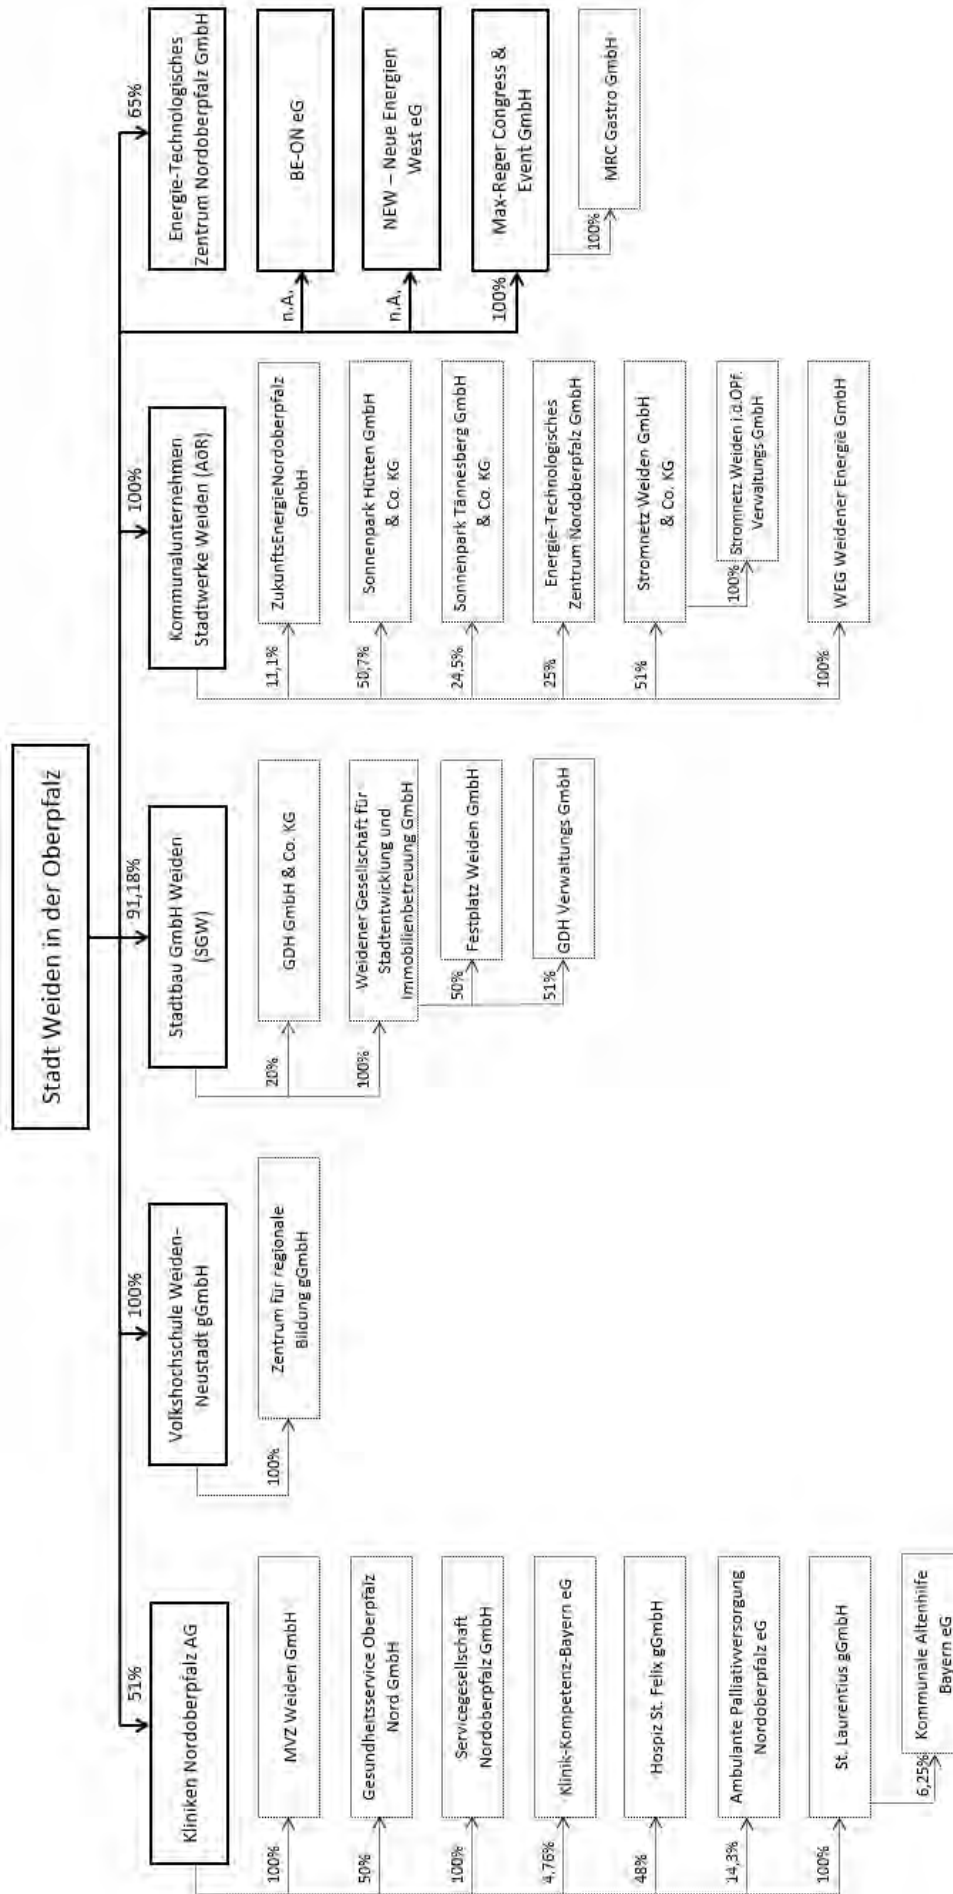 Stadt Weiden in der Oberpfalz
51%
Kliniken Nordoberpfalz AG
100%
MVZ Weiden GmbH
50%
Gesundheitsservice Oberpfalz
Nord GmbH
100%
Servicegesellschaft
Nordoberpfalz GmbH
4,76%
Klinik-Kompetenz-Bayern eG
48%
Hospiz St. Felix gGmbH
14,3%
Ambulante Palliativversorgung
Nordoberpfalz eG
100%
St. Laurentius gGmbH
6,25%
Kommunale Altenhilfe
Bayern eG
100%
Volkshochschule Weiden-
Neustadt gGmbH
100%
Zentrum für regionale
Bildung gGmbH
91,18%
Stadtbau GmbH Weiden
(SGW)
20%
GDH GmbH & Co. KG
100%
Weidener Gesellschaft für
Stadtentwicklung und
Immobilienbetreuung GmbH
50%
Festplatz Weiden GmbH
51%
GDH Verwaltungs GmbH
100%
Kommunalunternehmen
Stadtwerke Weiden (AöR)
11,1%
ZukunftsEnergieNordoberpfalz
GmbH
50,7%
Sonnenpark Hütten GmbH
& Co. KG
24,5%
Sonnenpark Tännesberg GmbH
& Co. KG
25%
Energie-Technologisches
Zentrum Nordoberpfalz GmbH
51%
Stromnetz Weiden GmbH
& Co. KG
100%
Stromnetz Weiden i.d.OPf.
Verwaltungs GmbH
100%
WEG Weidener Energie GmbH
65%
Energie-Technologisches
Zentrum Nordoberpfalz GmbH
n.A.
BE-ON eG
n.A.
NEW – Neue Energien
West eG
100%
Max-Reger Congress &
Event GmbH
100%
MRC Gastro GmbH